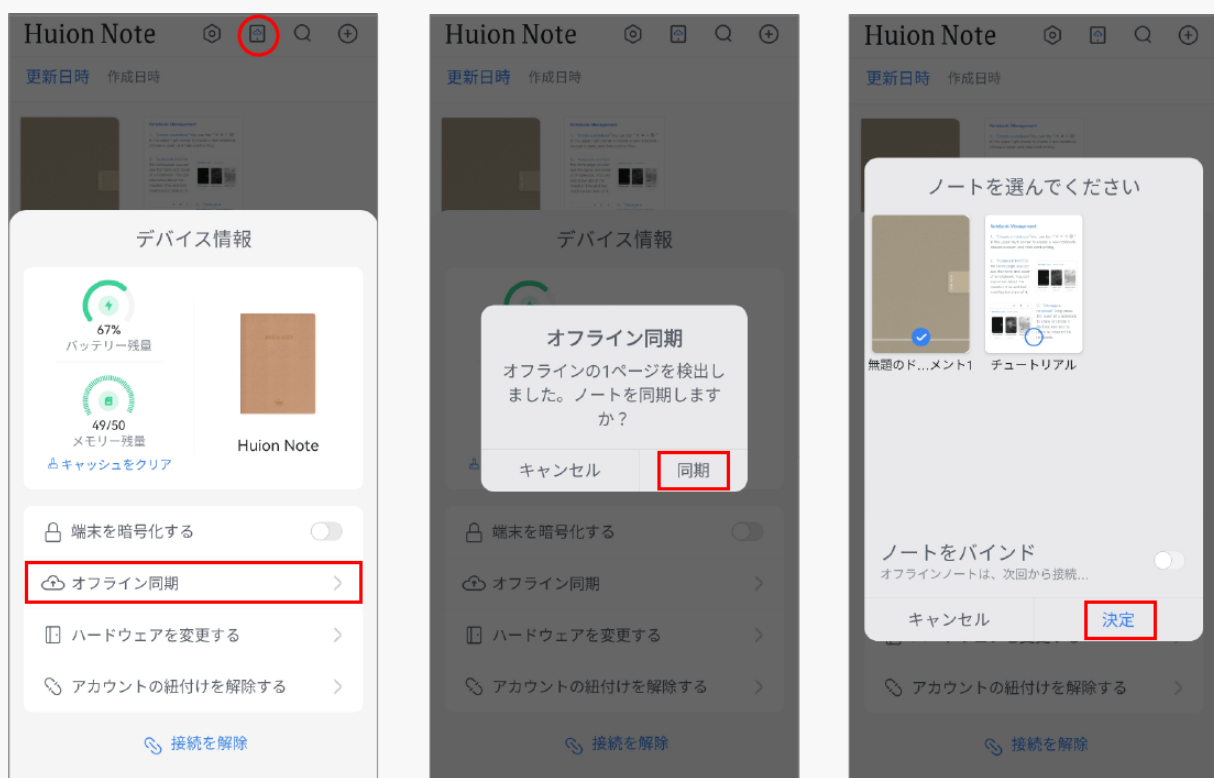 Huion Note
更新日時 作成日時
Notebook Management
デバイス情報
67%
バッテリー残量
49/50
メモリー残量
キャッシュをクリア
Huion Note
端末を暗号化する
オフライン同期
ハードウェアを変更する
アカウントの紐付けを解除する
接続を解除
Huion Note
更新日時 作成日時
Notebook Management
デバイス情報
オフライン同期
オフラインの1ページを検出し
ました。ノートを同期します
か？
キャンセル 同期
端末を暗号化する
オフライン同期
ハードウェアを変更する
アカウントの紐付けを解除する
接続を解除
Huion Note
更新日時 作成日時
Notebook Management
ノートを選んでください
Notebook Management
無題のド...メント1 チュートリアル
ノートをバインド
オフラインノートは、次回から接続...
キャンセル 決定
アカウントの紐付けを解除する
接続を解除